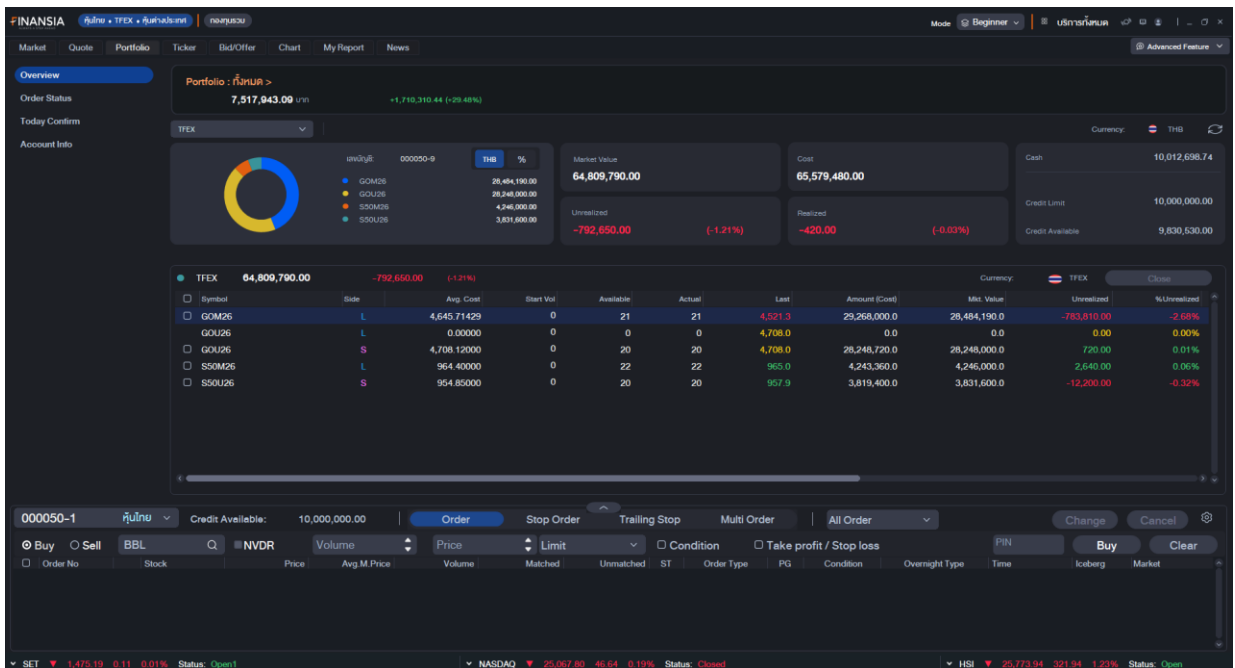 FINANSIA หุ้นไทย • TFEX • หุ้นต่างประเทศ กองทุนรวม Mode Beginner บริการทั้งหมด
Market Quote Portfolio Ticker Bid/Offer Chart My Report News Advanced Feature
Overview
Order Status
Today Confirm
Account Info
Portfolio : ทั้งหมด >
7,517,943.09 บาท +1,710,310.44 (+29.48%)
TFEX Currency: THB
เลขบัญชี: 000050-9 THB %
GOM26 28,484,190.00
GOU26 28,248,000.00
S50M26 4,246,000.00
S50U26 3,831,600.00
Market Value
64,809,790.00
Cost
65,579,480.00
Unrealized
-792,650.00 (-1.21%)
Realized
-420.00 (-0.03%)
Cash 10,012,698.74
Credit Limit 10,000,000.00
Credit Available 9,830,530.00
TFEX 64,809,790.00 -792,650.00 (-1.21%) Currency: TFEX Close
Symbol Side Avg. Cost Start Vol Available Actual Last Amount (Cost) Mkt. Value Unrealized %Unrealized
GOM26 L 4,645.71429 0 21 21 4,521.3 29,268,000.0 28,484,190.0 -783,810.00 -2.68%
GOU26 L 0.00000 0 0 0 4,708.0 0.0 0.0 0.00 0.00%
GOU26 S 4,708.12000 0 20 20 4,708.0 28,248,720.0 28,248,000.0 720.00 0.01%
S50M26 L 964.40000 0 22 22 965.0 4,243,360.0 4,246,000.0 2,640.00 0.06%
S50U26 S 954.85000 0 20 20 957.9 3,819,400.0 3,831,600.0 -12,200.00 -0.32%
000050-1 หุ้นไทย Credit Available: 10,000,000.00 Order Stop Order Trailing Stop Multi Order All Order Change Cancel
Buy Sell BBL NVDR Volume Price Limit Condition Take profit / Stop loss PIN Buy Clear
Order No Stock Price Avg.M.Price Volume Matched Unmatched ST Order Type PG Condition Overnight Type Time Iceberg Market
SET ▼ 1,475.19 0.11 0.01% Status: Open1 NASDAQ ▼ 25,067.80 46.64 0.19% Status: Closed HSI ▼ 25,773.94 321.94 1.23% Status: Open